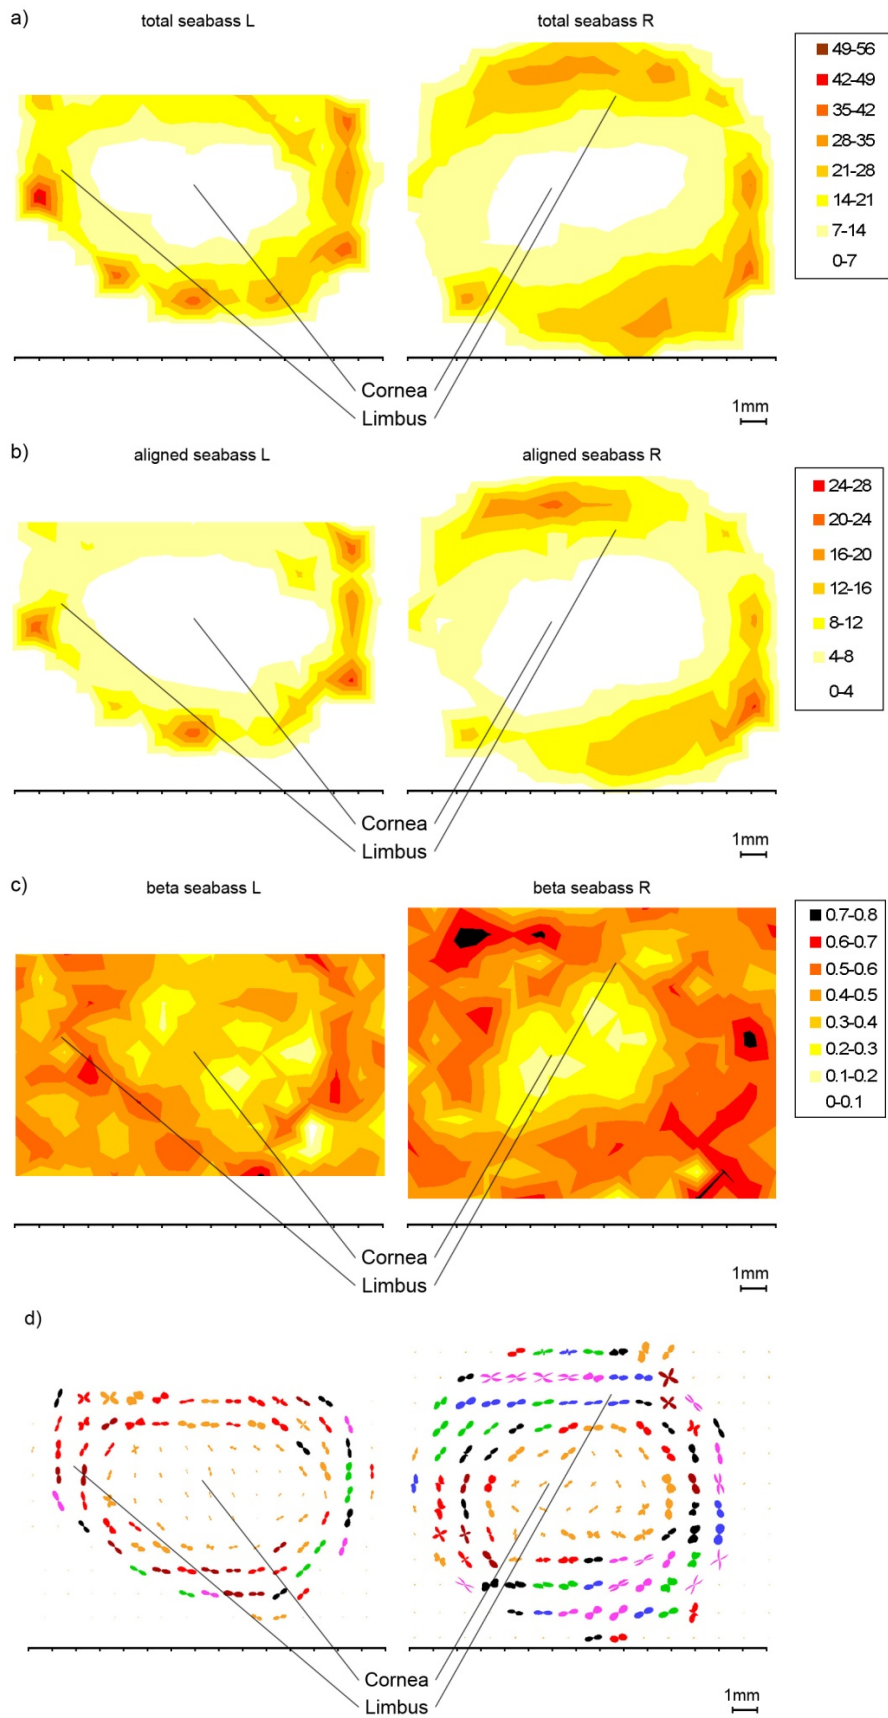 a)
total seabass L
total seabass R
49-56
42-49
35-42
28-35
21-28
14-21
7-14
0-7
Cornea
Limbus
1mm
b)
aligned seabass L
aligned seabass R
24-28
20-24
16-20
12-16
8-12
4-8
0-4
Cornea
Limbus
1mm
c)
beta seabass L
beta seabass R
0.7-0.8
0.6-0.7
0.5-0.6
0.4-0.5
0.3-0.4
0.2-0.3
0.1-0.2
0-0.1
Cornea
Limbus
1mm
d)
Cornea
Limbus
1mm